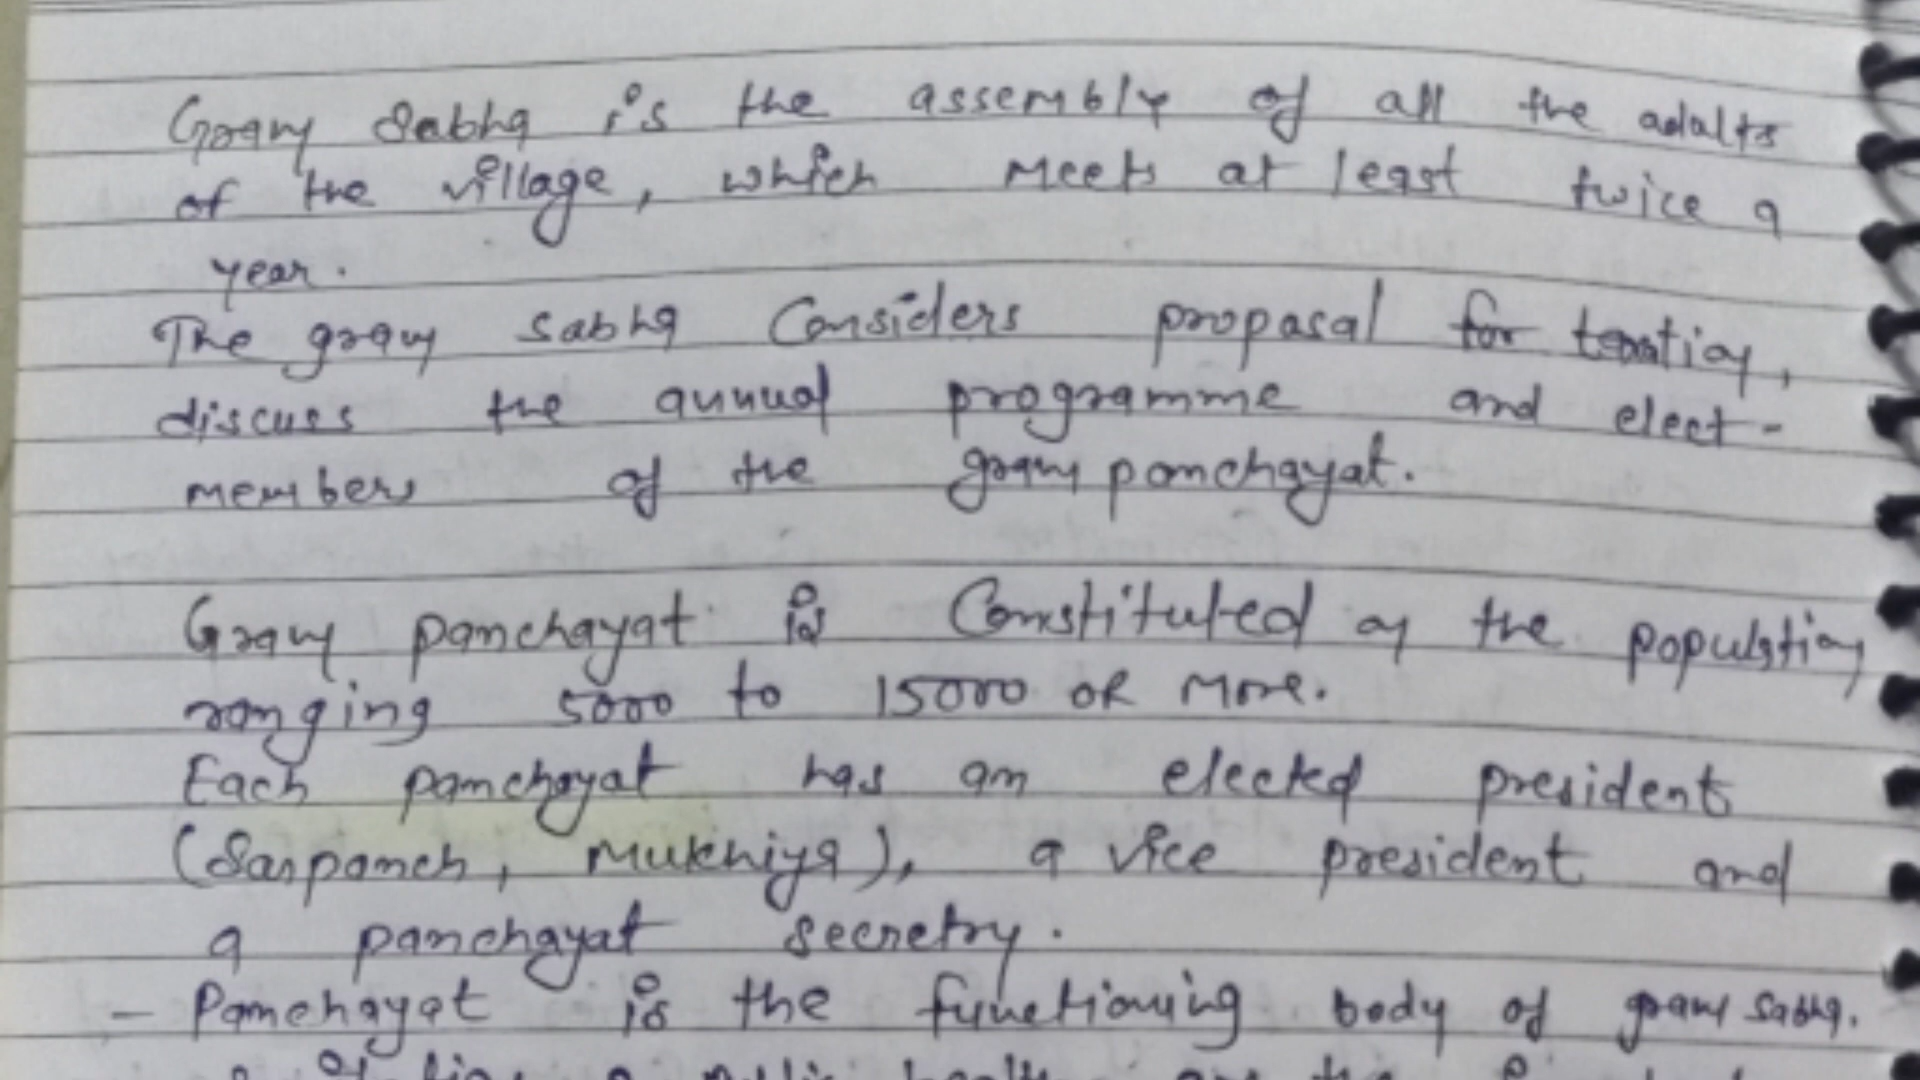 Gram Sabha is the assembly of all the adults
of the village, which meets at least twice a
year.
The gram sabha Considers proposal for
discuss the annual programme and elect-
members of the gram panchayat.
Gram panchayat is Constituted on the population
ranging 5000 to 15000 OR More.
Each panchayat has an elected president
(Sarpanch, Mukhiya), a vice president and
a panchayat secretry.
- Panchayat is the functioning body of gram sabha.